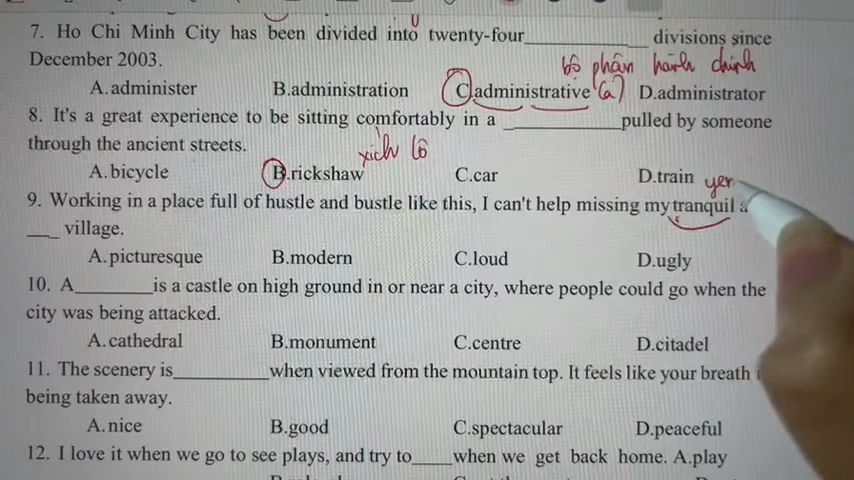 7. Ho Chi Minh City has been divided into twenty-four____________ divisions since
December 2003.
bộ phận hành chính
A.administer B.administration C.administrative (a) D.administrator
8. It's a great experience to be sitting comfortably in a ____________pulled by someone
through the ancient streets.
xích lô
A.bicycle B.rickshaw C.car D.train
9. Working in a place full of hustle and bustle like this, I can't help missing my tranquil
___ village.
A.picturesque B.modern C.loud D.ugly
10. A________is a castle on high ground in or near a city, where people could go when the
city was being attacked.
A.cathedral B.monument C.centre D.citadel
11. The scenery is_________when viewed from the mountain top. It feels like your breath
being taken away.
A.nice B.good C.spectacular D.peaceful
12. I love it when we go to see plays, and try to____when we get back home. A.play